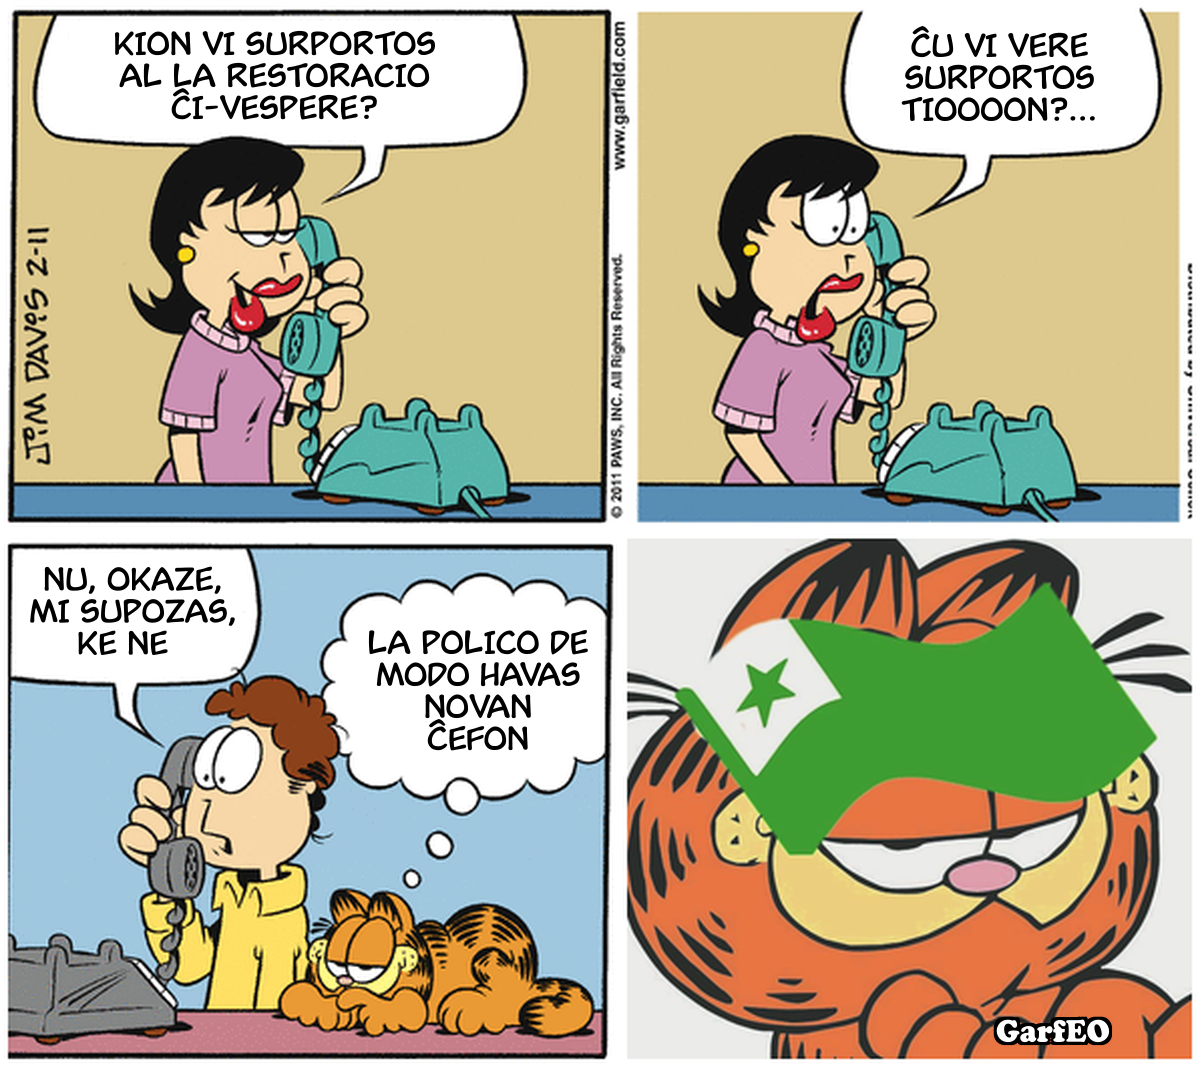 KION VI SURPORTOS
AL LA RESTORACIO
ĈI-VESPERE?
JIM DAVIS 2-11
© 2011 PAWS, INC. All Rights Reserved.
www.garfield.com
ĈU VI VERE
SURPORTOS
TIOOOON?...
NU, OKAZE,
MI SUPOZAS,
KE NE
LA POLICO DE
MODO HAVAS
NOVAN
ĈEFON
GarfEO